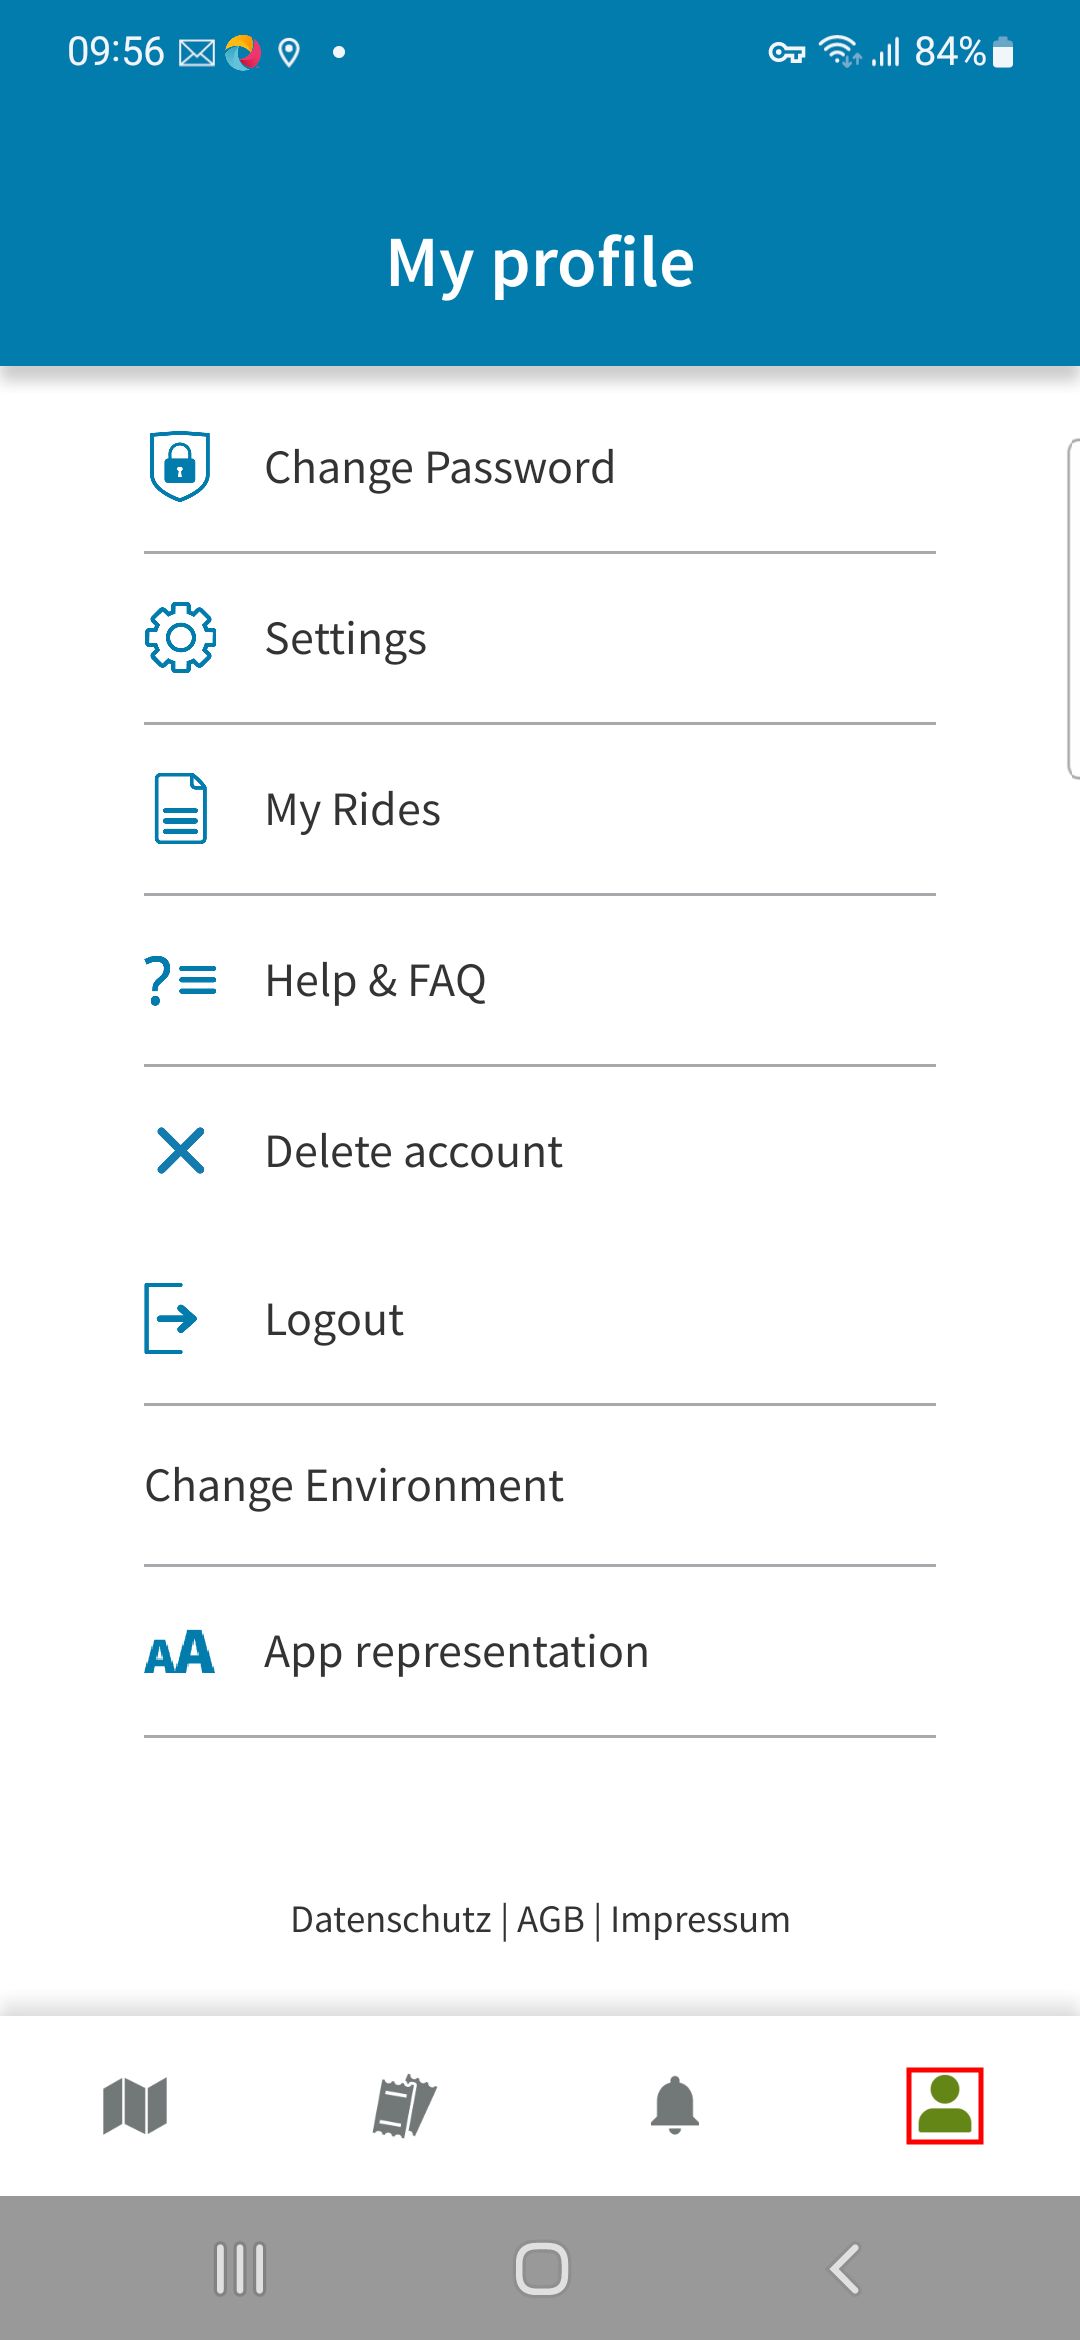 09:56
84%
My profile
Change Password
Settings
My Rides
Help & FAQ
Delete account
Logout
Change Environment
AA App representation
Datenschutz | AGB | Impressum